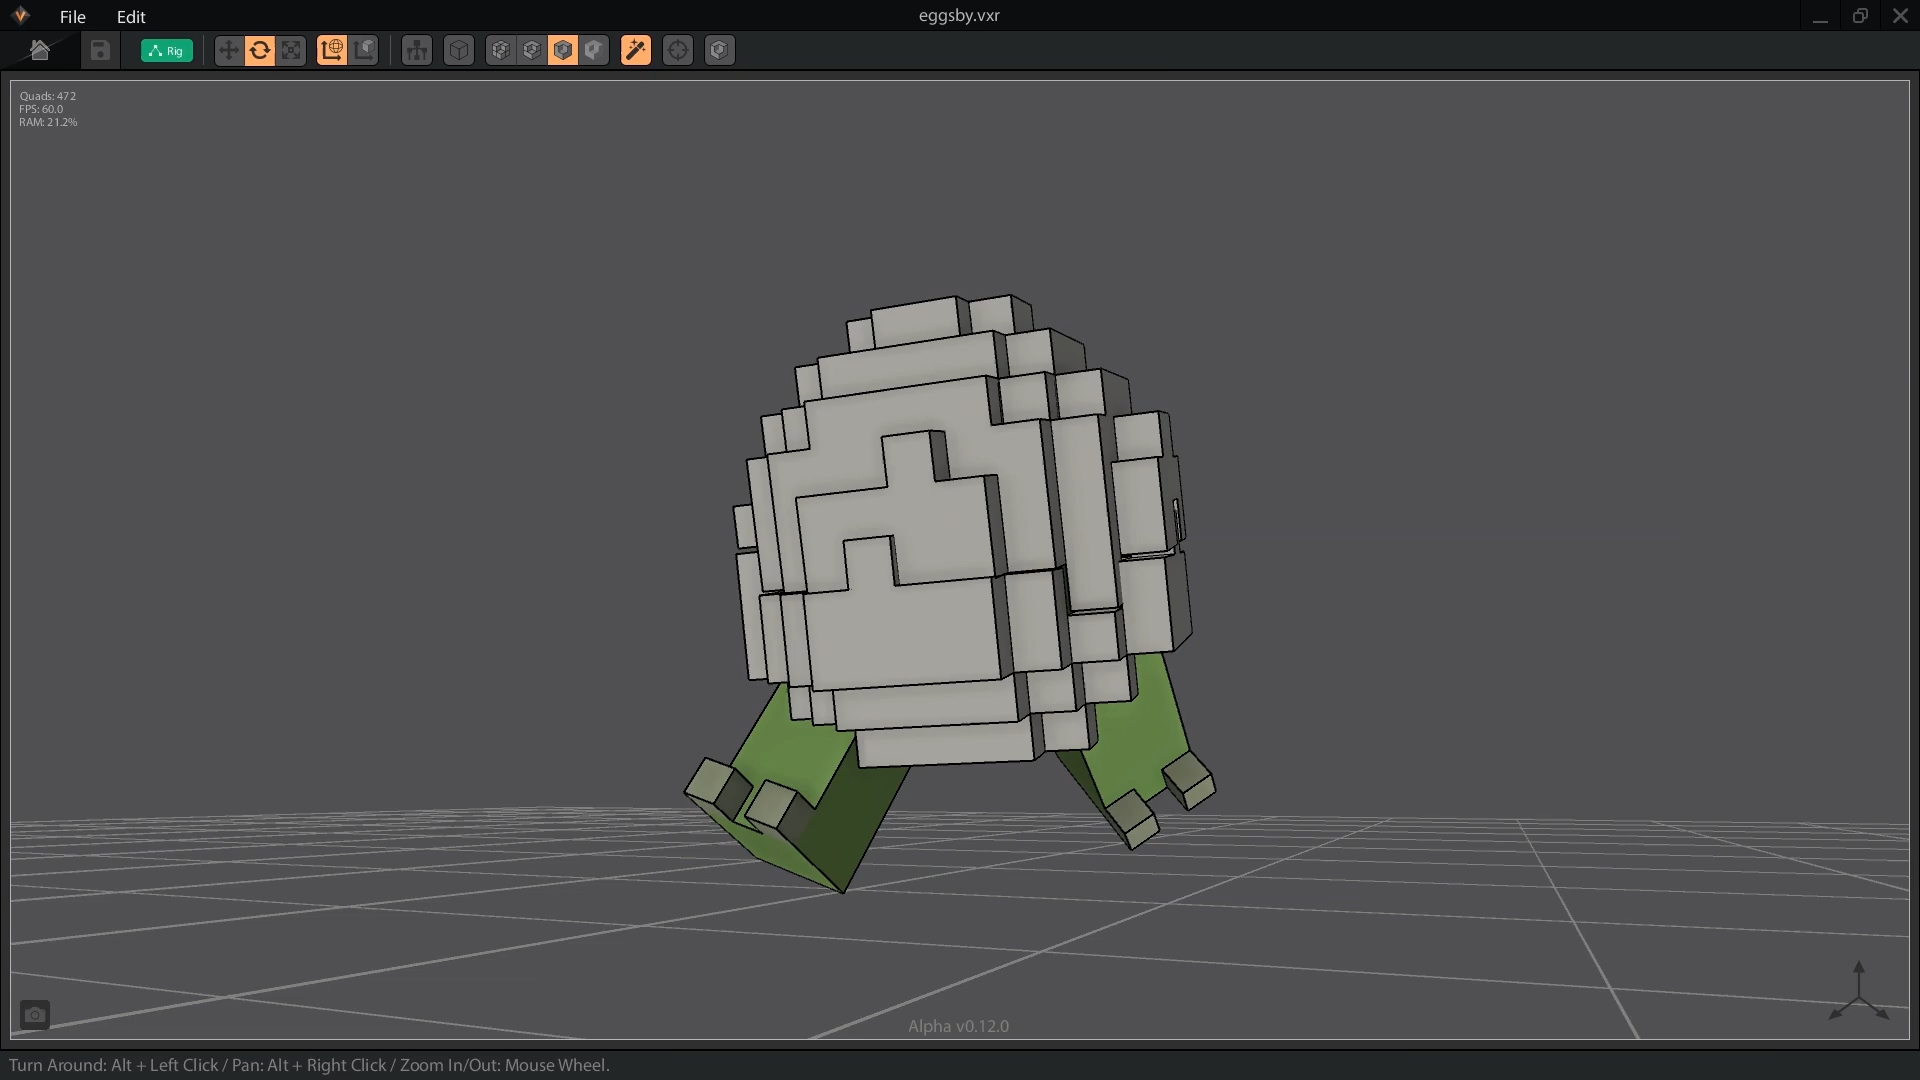 File Edit eggsby.vxr
Rig
Quads: 472
FPS: 60.0
RAM: 21.2%
Alpha v0.12.0
Turn Around: Alt + Left Click / Pan: Alt + Right Click / Zoom In/Out: Mouse Wheel.